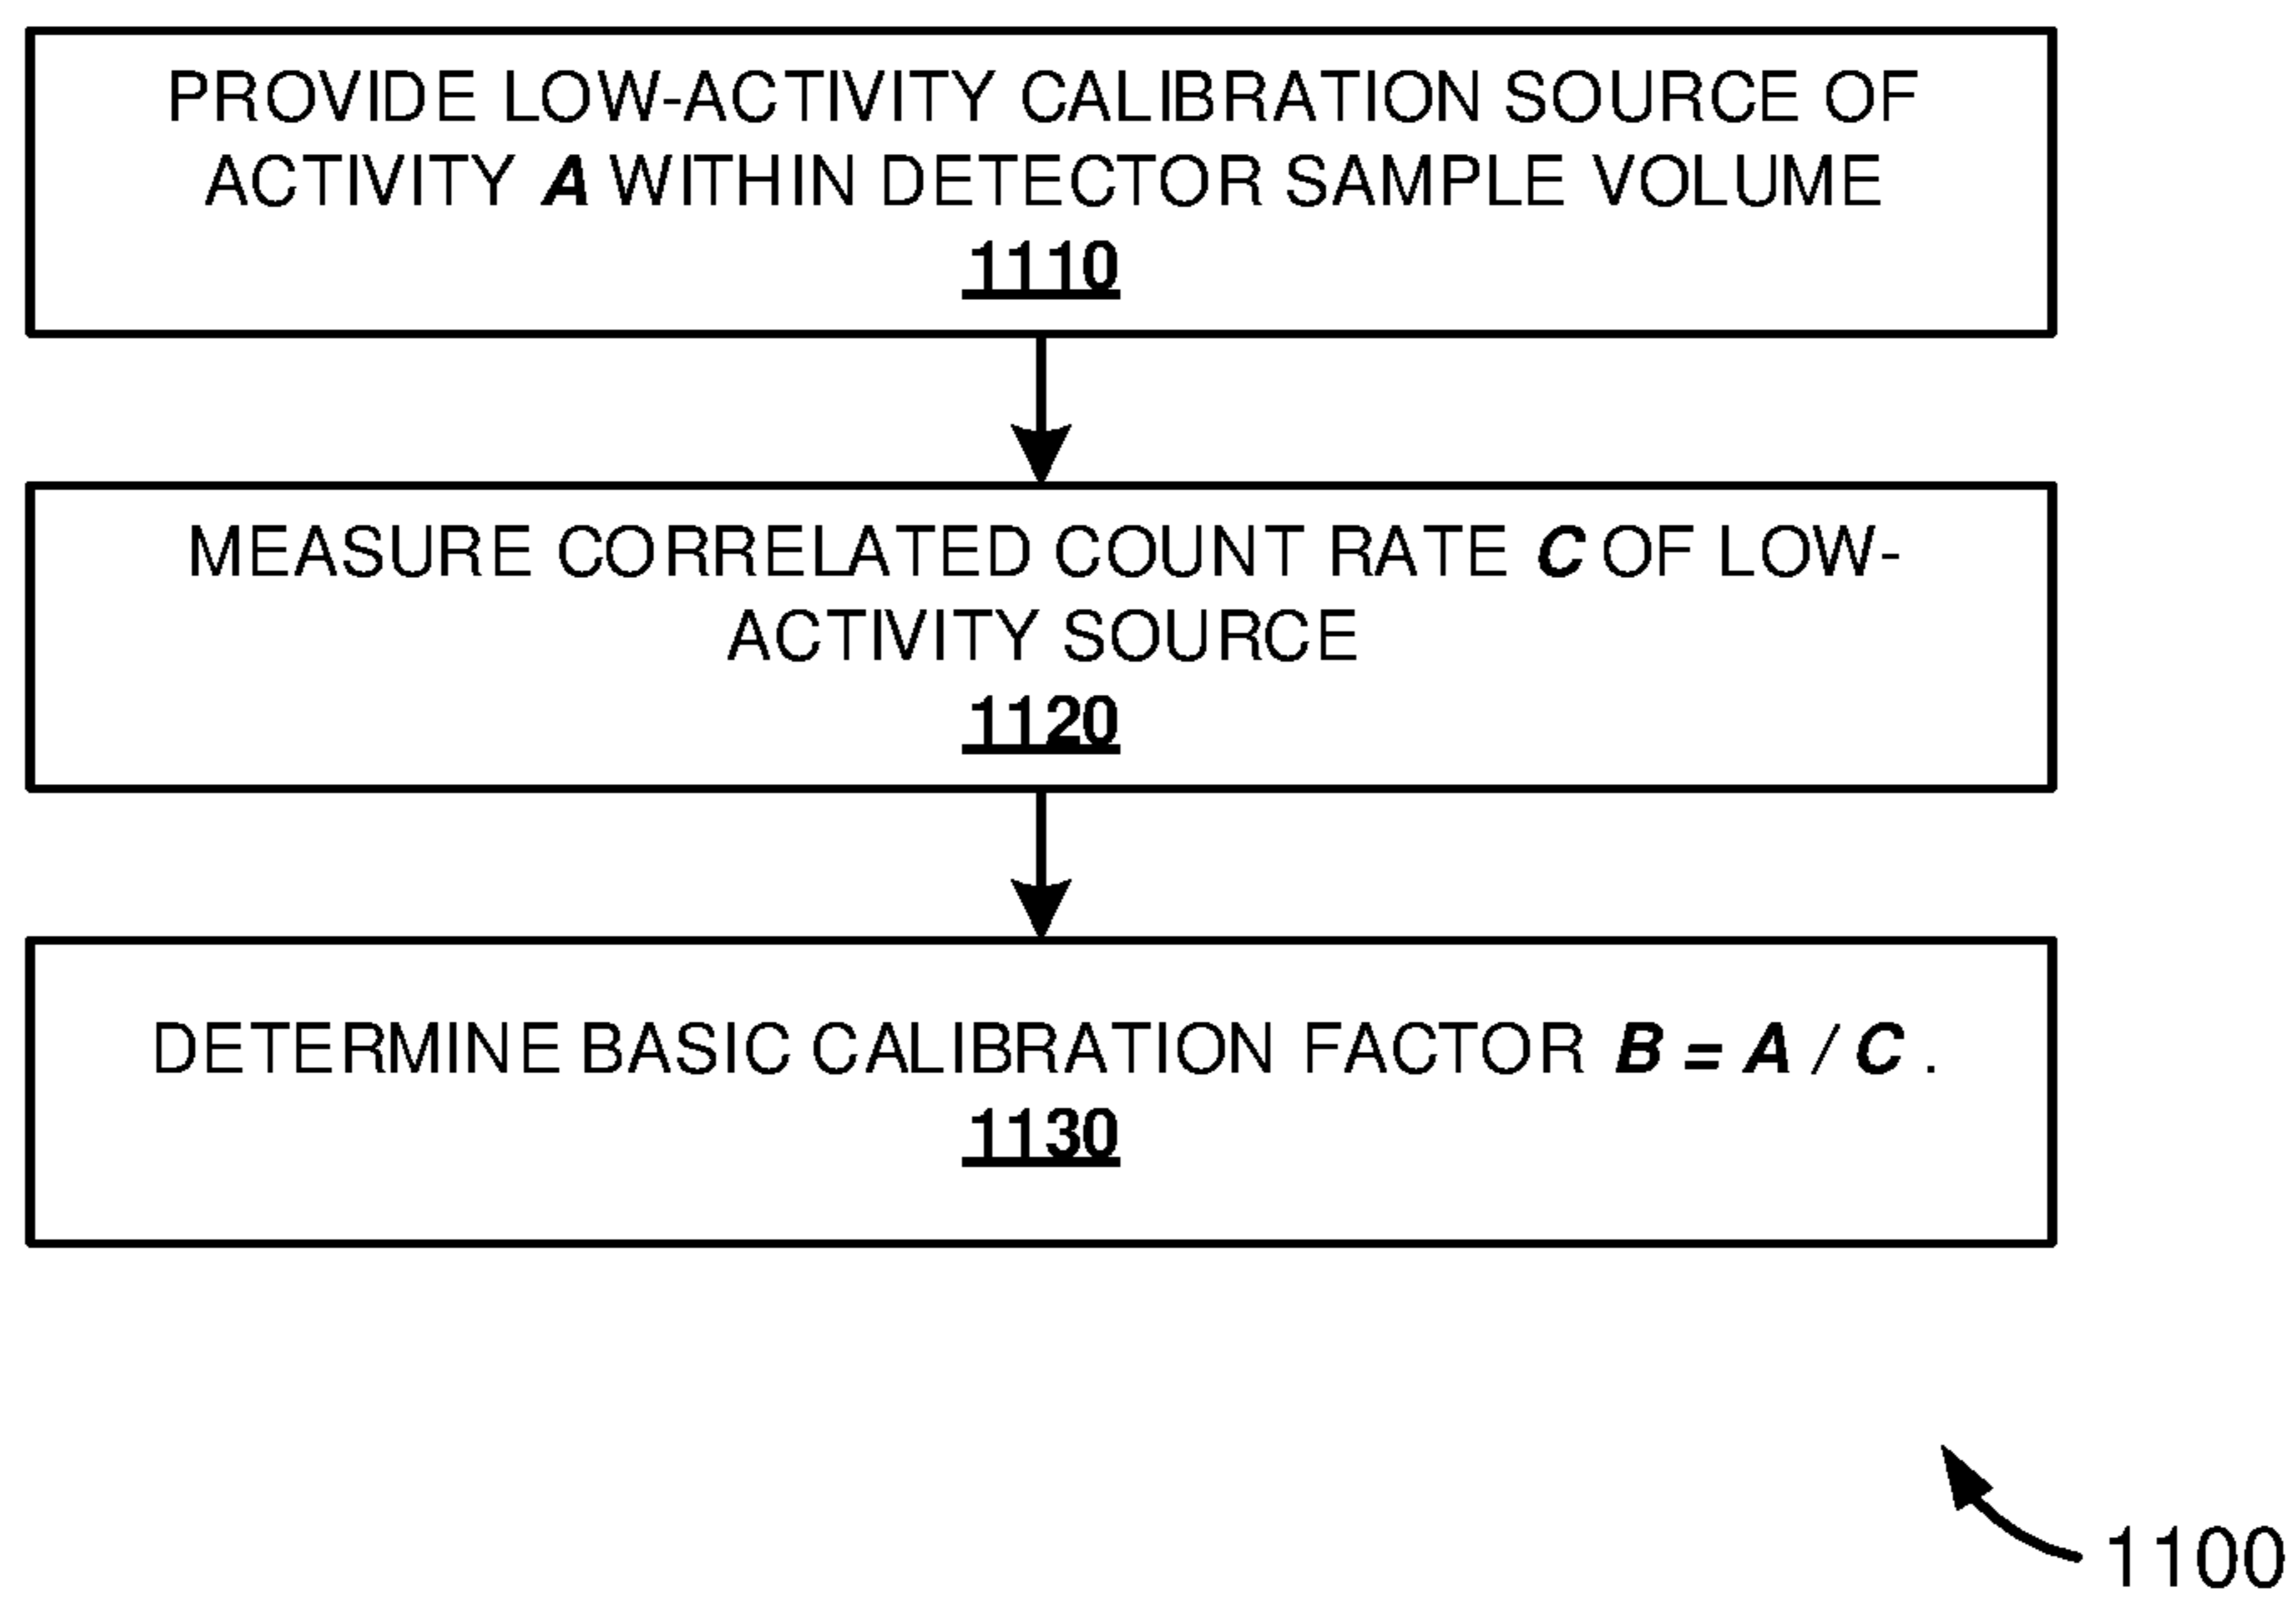 PROVIDE LOW-ACTIVITY CALIBRATION SOURCE OF
ACTIVITY A WITHIN DETECTOR SAMPLE VOLUME
1110
MEASURE CORRELATED COUNT RATE C OF LOW-
ACTIVITY SOURCE
1120
DETERMINE BASIC CALIBRATION FACTOR B = A / C .
1130
1100